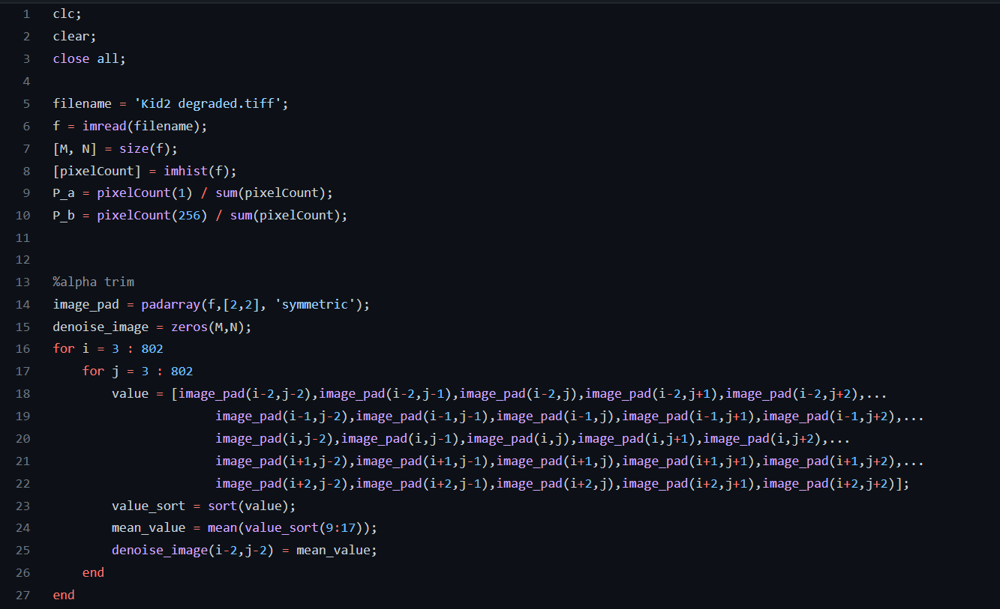 1 clc;
2 clear;
3 close all;
4
5 filename = 'Kid2 degraded.tiff';
6 f = imread(filename);
7 [M, N] = size(f);
8 [pixelCount] = imhist(f);
9 P_a = pixelCount(1) / sum(pixelCount);
10 P_b = pixelCount(256) / sum(pixelCount);
11
12
13 %alpha trim
14 image_pad = padarray(f,[2,2], 'symmetric');
15 denoise_image = zeros(M,N);
16 for i = 3 : 802
17     for j = 3 : 802
18         value = [image_pad(i-2,j-2),image_pad(i-2,j-1),image_pad(i-2,j),image_pad(i-2,j+1),image_pad(i-2,j+2),...
19                  image_pad(i-1,j-2),image_pad(i-1,j-1),image_pad(i-1,j),image_pad(i-1,j+1),image_pad(i-1,j+2),...
20                  image_pad(i,j-2),image_pad(i,j-1),image_pad(i,j),image_pad(i,j+1),image_pad(i,j+2),...
21                  image_pad(i+1,j-2),image_pad(i+1,j-1),image_pad(i+1,j),image_pad(i+1,j+1),image_pad(i+1,j+2),...
22                  image_pad(i+2,j-2),image_pad(i+2,j-1),image_pad(i+2,j),image_pad(i+2,j+1),image_pad(i+2,j+2)];
23         value_sort = sort(value);
24         mean_value = mean(value_sort(9:17));
25         denoise_image(i-2,j-2) = mean_value;
26     end
27 end